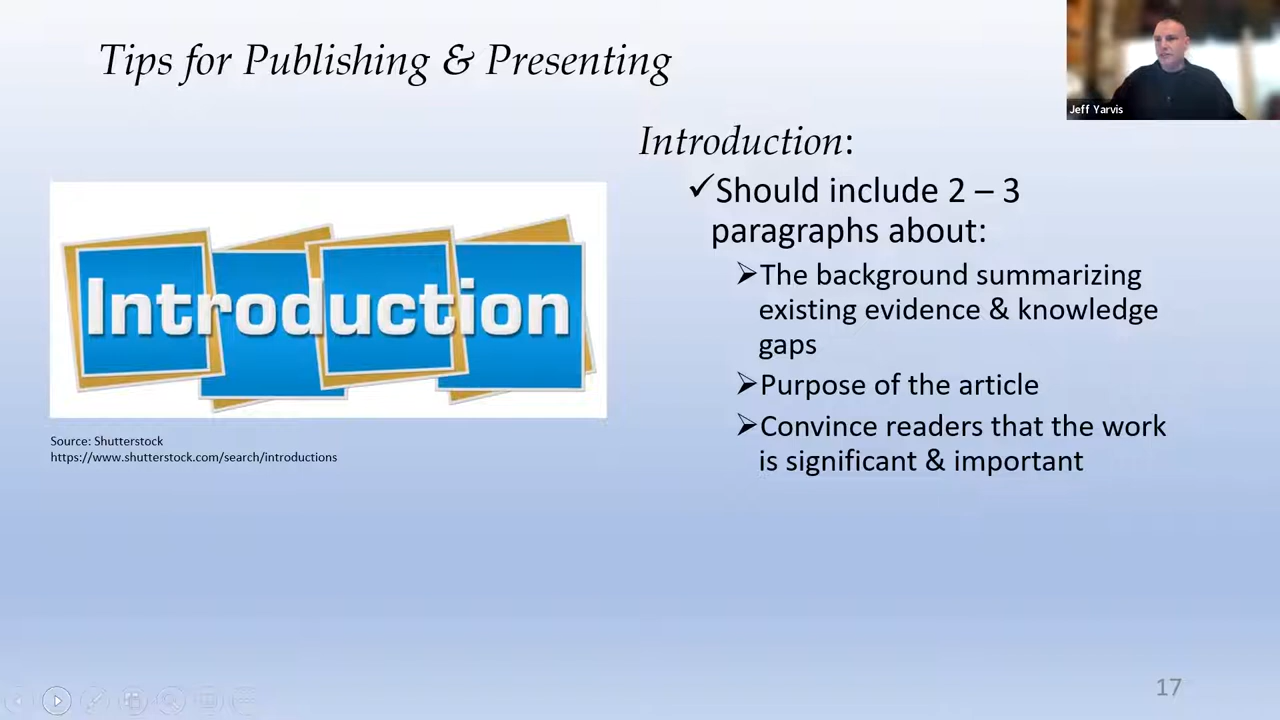 Tips for Publishing & Presenting
Jeff Yarvis
Introduction:
✓Should include 2 – 3
paragraphs about:
➢The background summarizing
existing evidence & knowledge
gaps
➢Purpose of the article
➢Convince readers that the work
is significant & important
Introduction
Source: Shutterstock
https://www.shutterstock.com/search/introductions
17